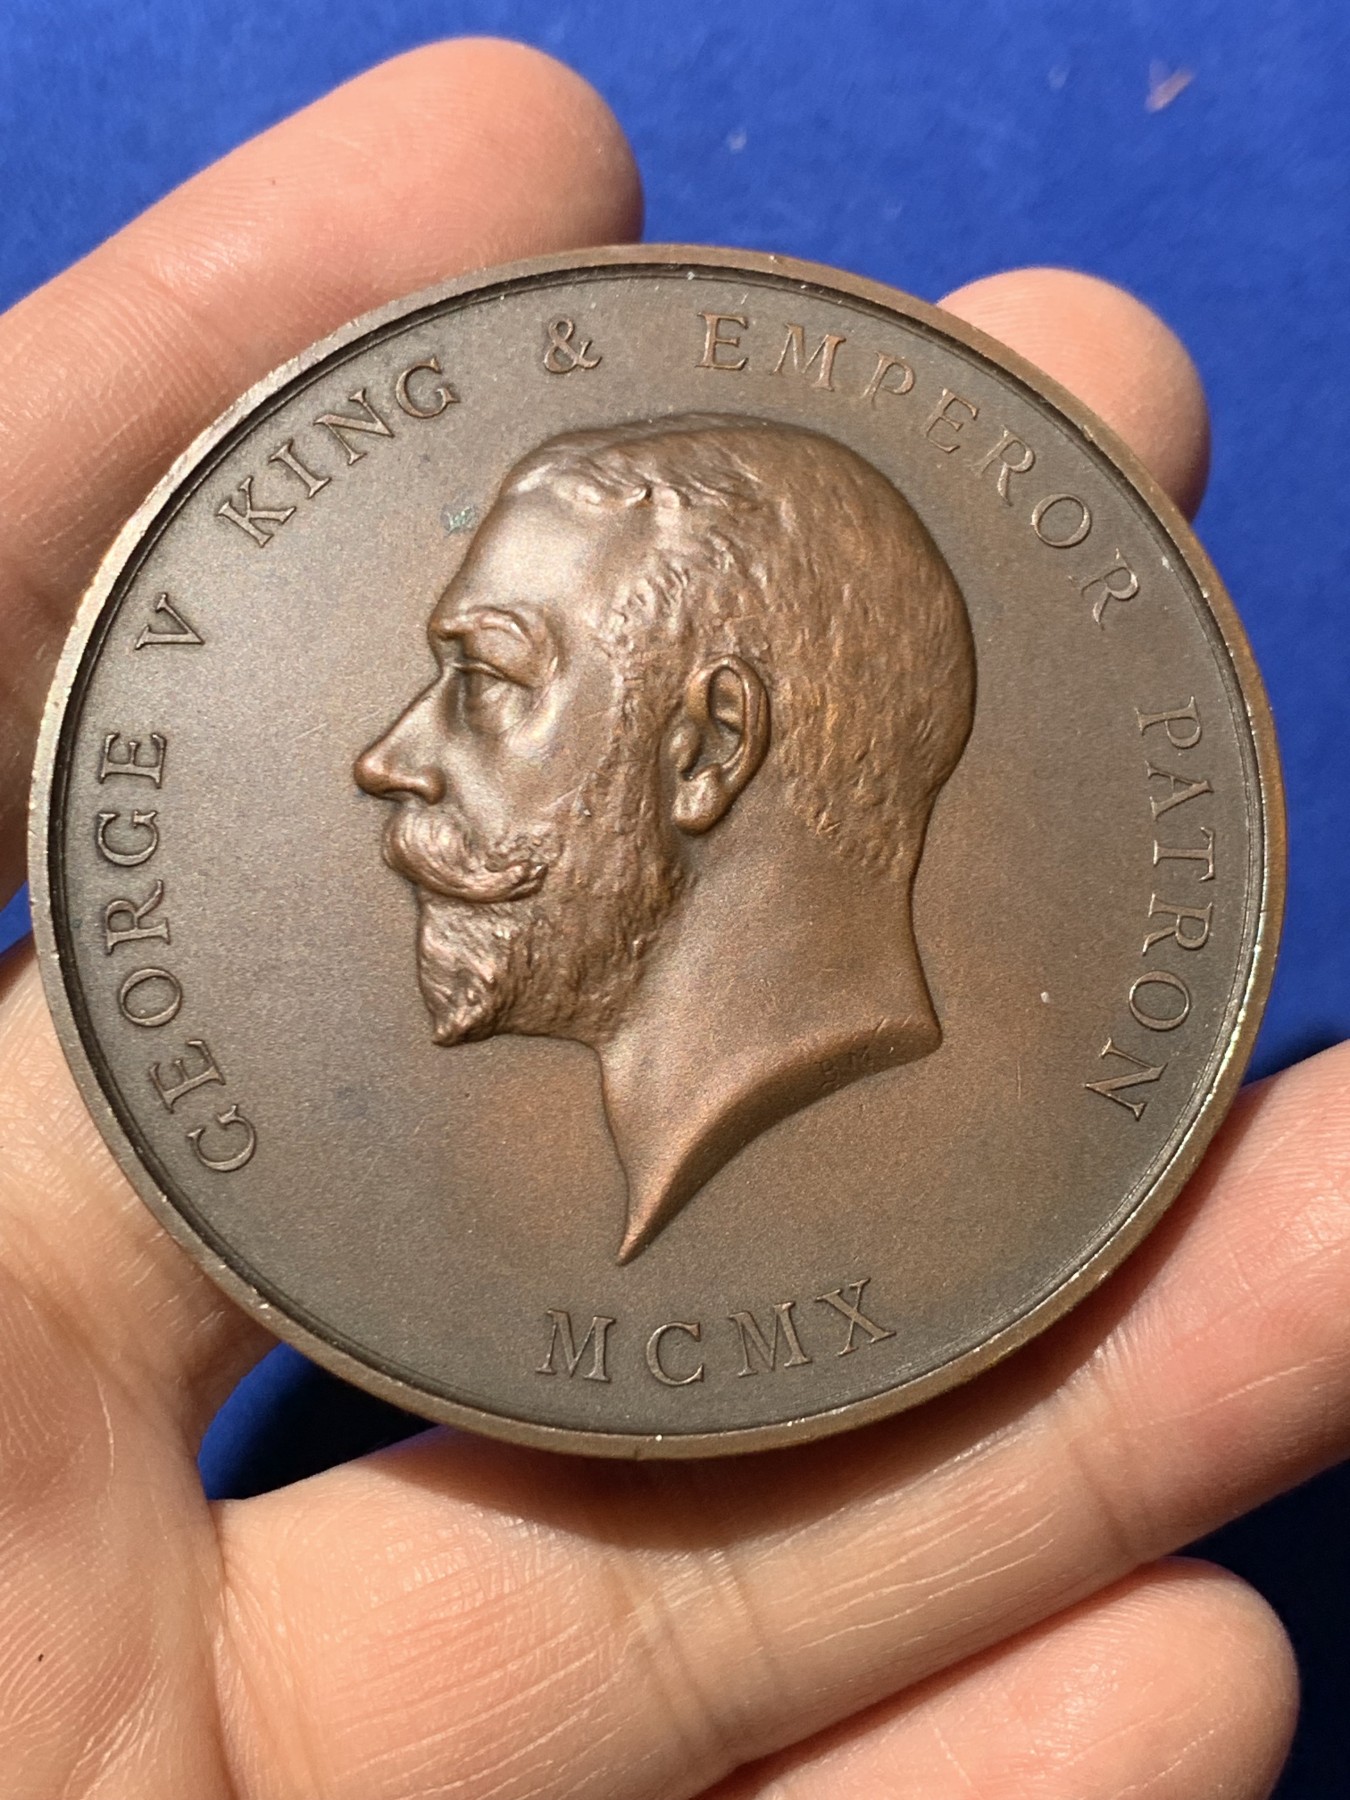 GEORGE V KING & EMPEROR PATRON
B.M.
MCMX